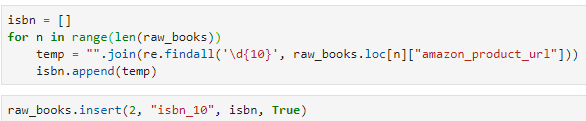 isbn = []
for n in range(len(raw_books)):
    temp = "".join(re.findall('\d{10}', raw_books.loc[n]["amazon_product_url"]))
    isbn.append(temp)
raw_books.insert(2, "isbn_10", isbn, True)